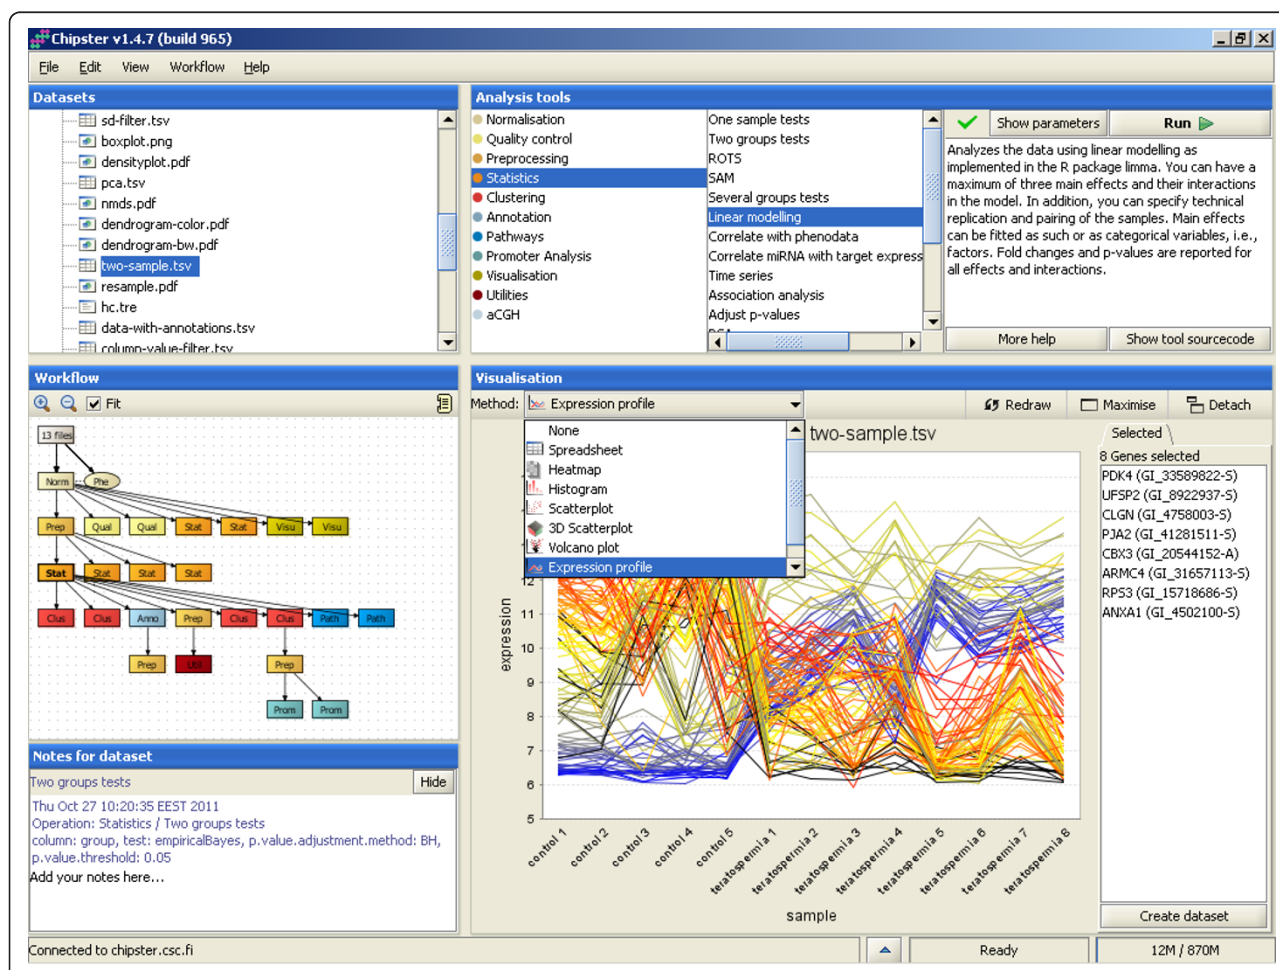 Chipster v1.4.7 (build 965)
File Edit View Workflow Help
Datasets
sd-filter.tsv
boxplot.png
densityplot.pdf
pca.tsv
nmds.pdf
dendrogram-color.pdf
dendrogram-bw.pdf
two-sample.tsv
resample.pdf
hc.tre
data-with-annotations.tsv
column-value-filter.tsv
Analysis tools
Normalisation
Quality control
Preprocessing
Statistics
Clustering
Annotation
Pathways
Promoter Analysis
Visualisation
Utilities
aCGH
One sample tests
Two groups tests
ROTS
SAM
Several groups tests
Linear modelling
Correlate with phenodata
Correlate miRNA with target express
Time series
Association analysis
Adjust p-values
Show parameters
Run
Analyzes the data using linear modelling as
implemented in the R package limma. You can have a
maximum of three main effects and their interactions
in the model. In addition, you can specify technical
replication and pairing of the samples. Main effects
can be fitted as such or as categorical variables, i.e.,
factors. Fold changes and p-values are reported for
all effects and interactions.
More help
Show tool sourcecode
Workflow
Fit
13 files
Norm Phe
Prep Qual Qual Stat Stat Visu Visu
Stat Stat Stat Stat
Clus Clus Anno Prep Clus Clus Path Path
Prep Util Prep
Prom Prom
Notes for dataset
Two groups tests
Hide
Thu Oct 27 10:20:35 EEST 2011
Operation: Statistics / Two groups tests
column: group, test: empiricalBayes, p.value.adjustment.method: BH,
p.value.threshold: 0.05
Add your notes here...
Visualisation
Method: Expression profile
Redraw
Maximise
Detach
None
Spreadsheet
Heatmap
Histogram
Scatterplot
3D Scatterplot
Volcano plot
Expression profile
two-sample.tsv
expression
12
11
10
9
8
7
6
5
control 1
control 2
control 3
control 4
control 5
teratospermia 1
teratospermia 2
teratospermia 3
teratospermia 4
teratospermia 5
teratospermia 6
teratospermia 7
teratospermia 8
sample
Selected
8 Genes selected
PDK4 (GI_33589822-S)
UFSP2 (GI_8922937-S)
CLGN (GI_4758003-S)
PJA2 (GI_41281511-S)
CBX3 (GI_20544152-A)
ARMC4 (GI_31657113-S)
RPS3 (GI_15718686-S)
ANXA1 (GI_4502100-S)
Create dataset
Connected to chipster.csc.fi
Ready
12M / 870M